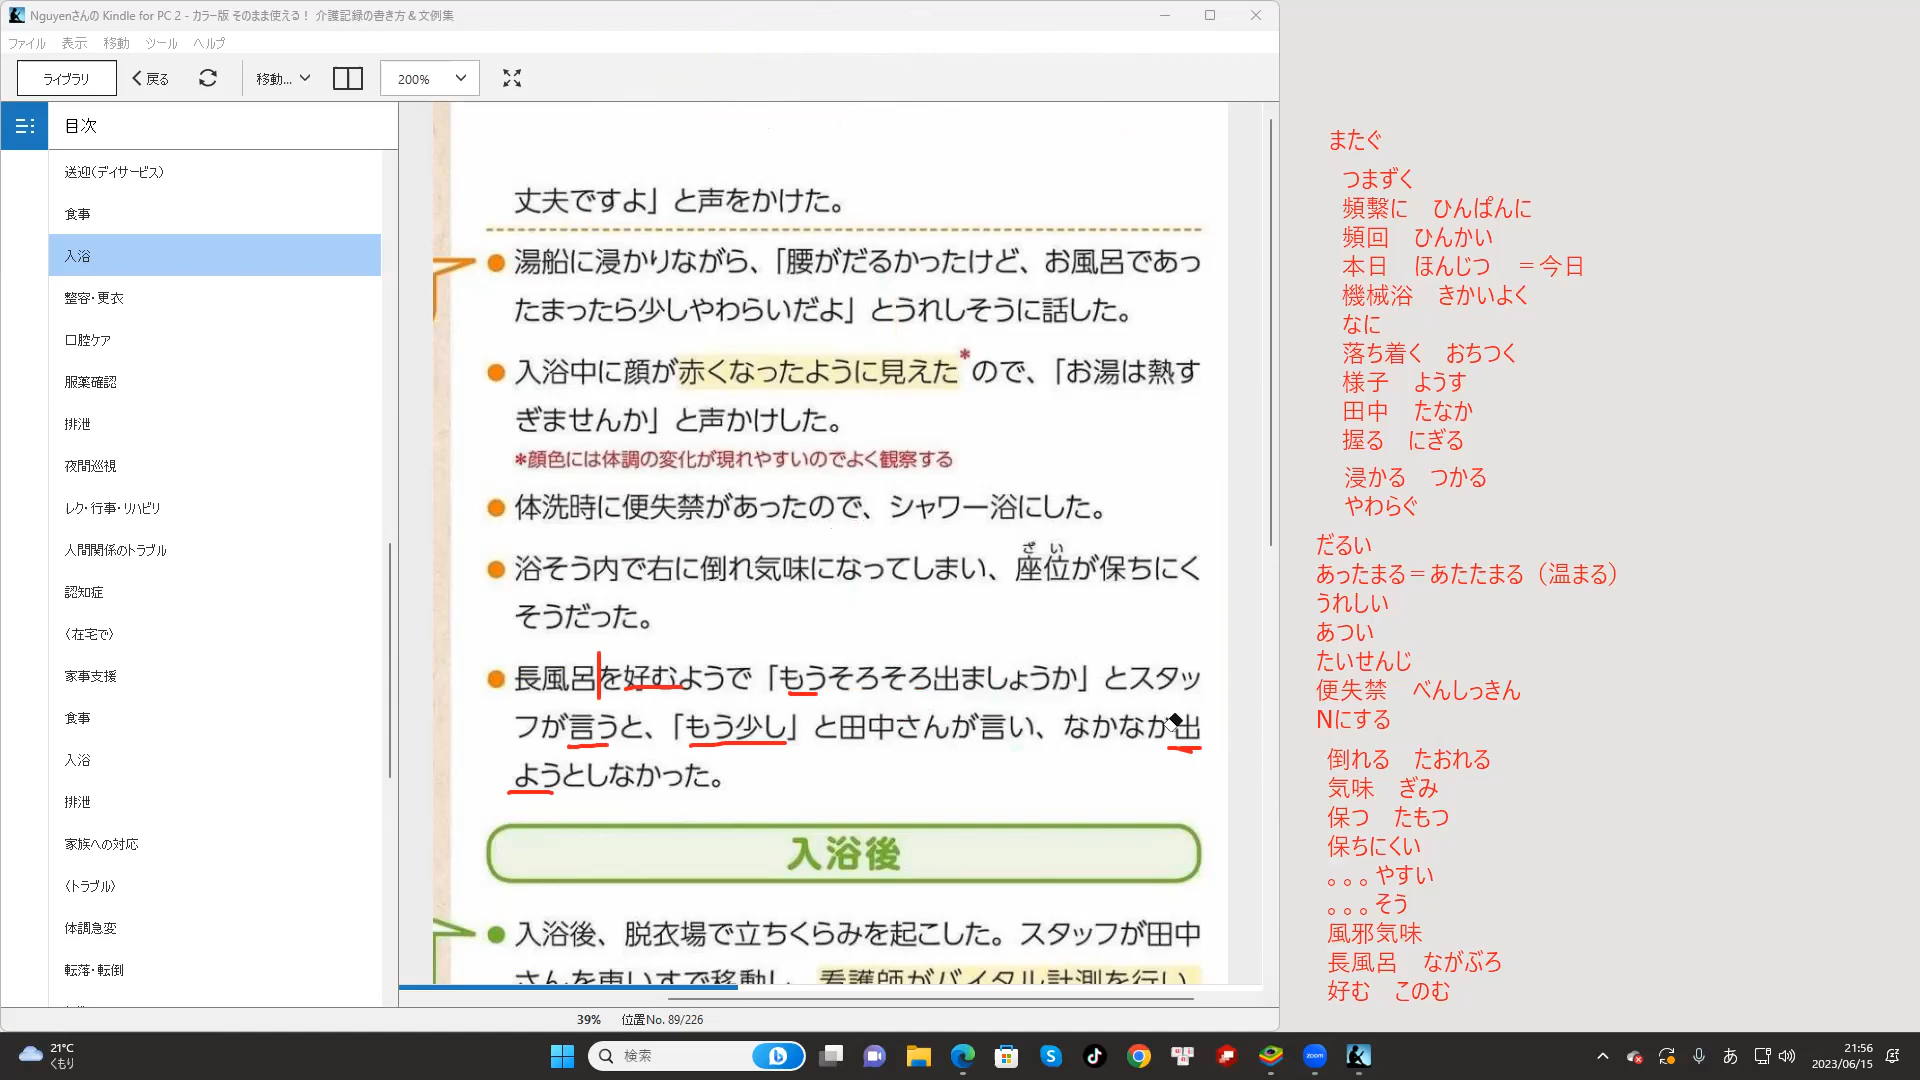 Nguyenさんの Kindle for PC 2 - カラー版 そのまま使える！ 介護記録の書き方＆文例集
ファイル 表示 移動 ツール ヘルプ
ライブラリ 戻る 移動... 200%
目次
送迎（デイサービス）
食事
入浴
整容・更衣
口腔ケア
服薬確認
排泄
夜間巡視
レク・行事・リハビリ
人間関係のトラブル
認知症
〈在宅で〉
家事支援
食事
入浴
排泄
家族への対応
〈トラブル〉
体調急変
転落・転倒
丈夫ですよ」と声をかけた。
●湯船に浸かりながら、「腰がだるかったけど、お風呂であっ
たまったら少しやわらいだよ」とうれしそうに話した。
●入浴中に顔が赤くなったように見えた*ので、「お湯は熱す
ぎませんか」と声かけした。
*顔色には体調の変化が現れやすいのでよく観察する
●体洗時に便失禁があったので、シャワー浴にした。
ざ い
●浴そう内で右に倒れ気味になってしまい、座位が保ちにく
そうだった。
●長風呂を好むようで「もうそろそろ出ましょうか」とスタッ
フが言うと、「もう少し」と田中さんが言い、なかなか出
ようとしなかった。
入浴後
●入浴後、脱衣場で立ちくらみを起こした。スタッフが田中
さんを車いすで移動し、看護師がバイタル計測を行い、
39% 位置No. 89/226
またぐ
つまずく
頻繫に ひんぱんに
頻回 ひんかい
本日 ほんじつ ＝今日
機械浴 きかいよく
なに
落ち着く おちつく
様子 ようす
田中 たなか
握る にぎる
浸かる つかる
やわらぐ
だるい
あったまる＝あたたまる（温まる）
うれしい
あつい
たいせんじ
便失禁 べんしっきん
Nにする
倒れる たおれる
気味 ぎみ
保つ たもつ
保ちにくい
。。。やすい
。。。そう
風邪気味
長風呂 ながぶろ
好む このむ
21°C
くもり
検索
zoom
あ
21:56
2023/06/15